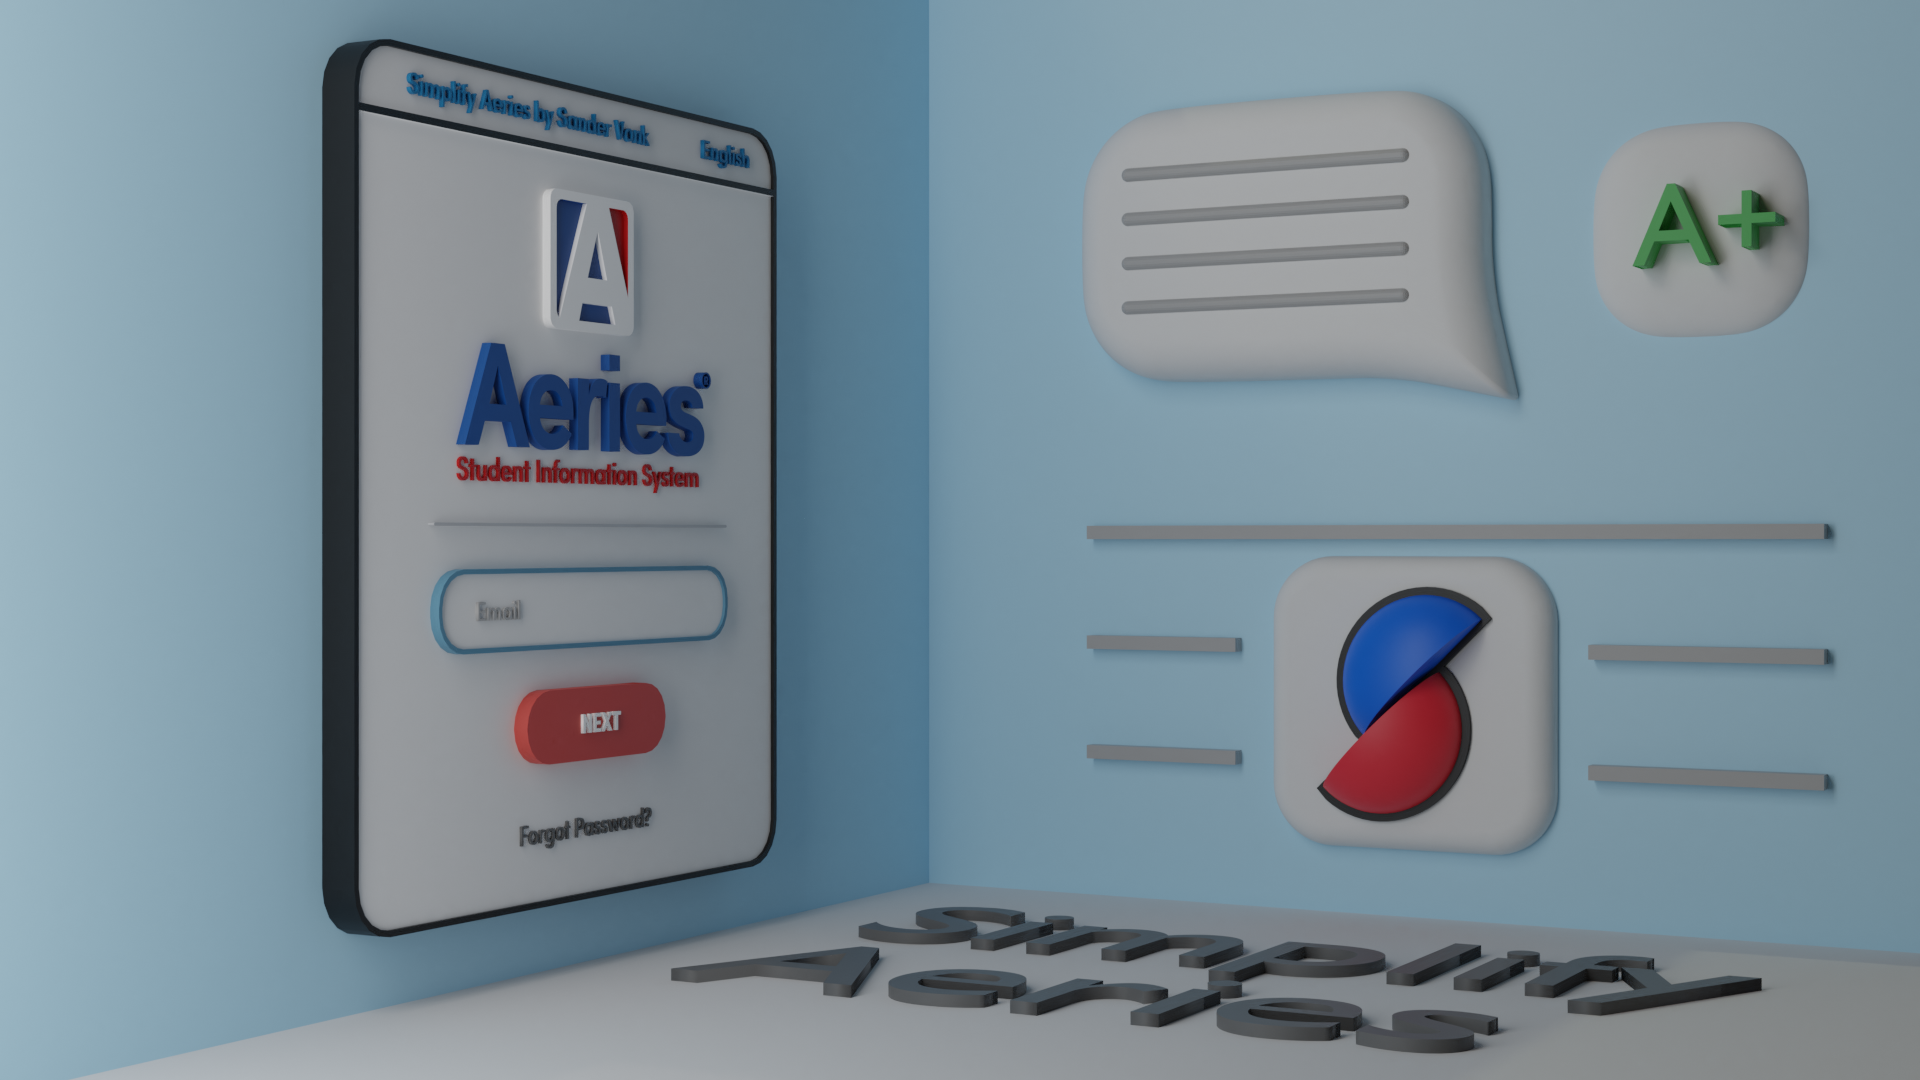 Simplify Aeries by Sander Vonk
English
A
Aeries®
Student Information System
Email
NEXT
Forgot Password?
A+
S
Simplify
Aeries